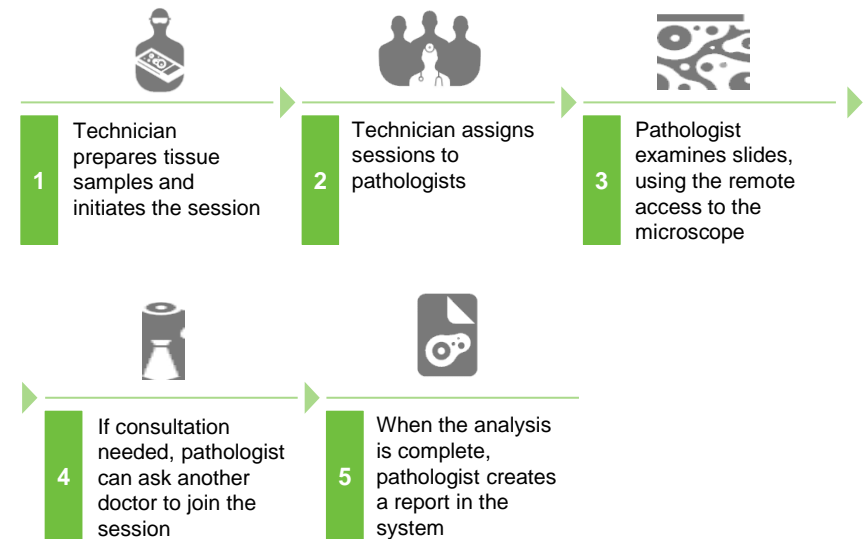 1
Technician
prepares tissue
samples and
initiates the session
2
Technician assigns
sessions to
pathologists
3
Pathologist
examines slides,
using the remote
access to the
microscope
4
If consultation
needed, pathologist
can ask another
doctor to join the
session
5
When the analysis
is complete,
pathologist creates
a report in the
system